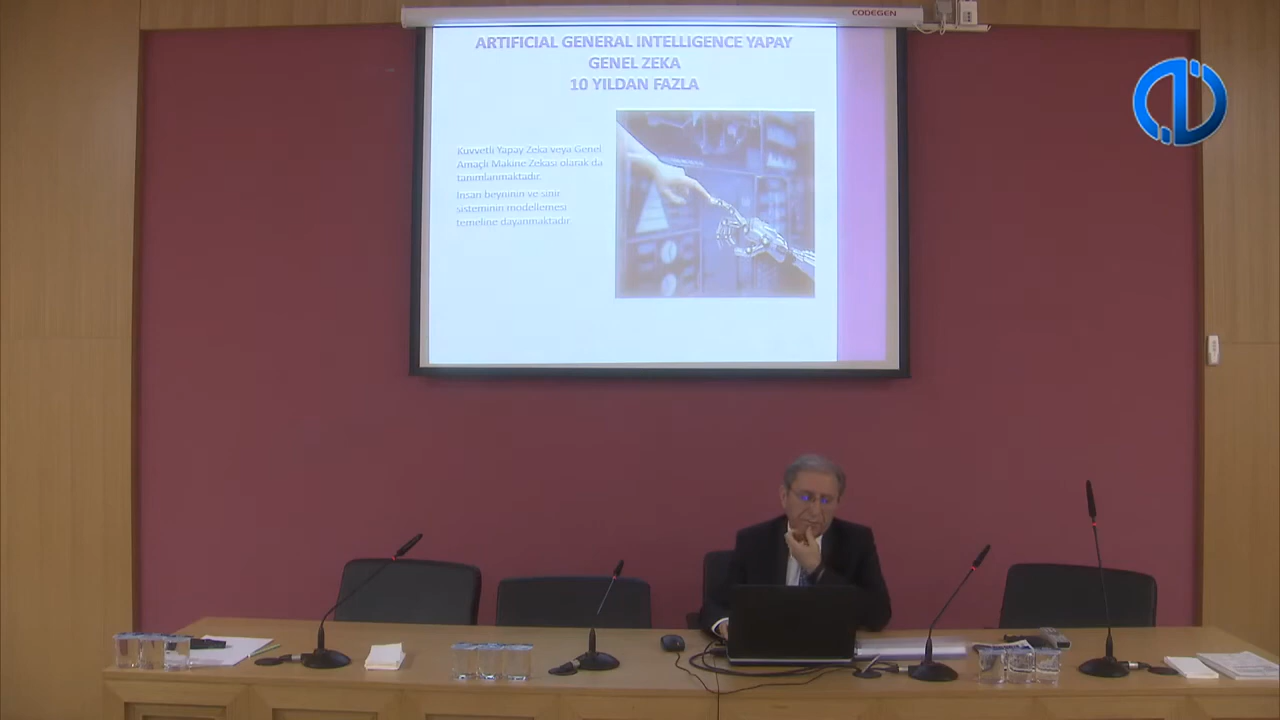 CODEGEN
ARTIFICIAL GENERAL INTELLIGENCE YAPAY
GENEL ZEKA
10 YILDAN FAZLA
Kuvvetli Yapay Zeka veya Genel
Amaçlı Makine Zekası olarak da
tanımlanmaktadır.
İnsan beyninin ve sinir
sisteminin modellemesi
temeline dayanmaktadır.